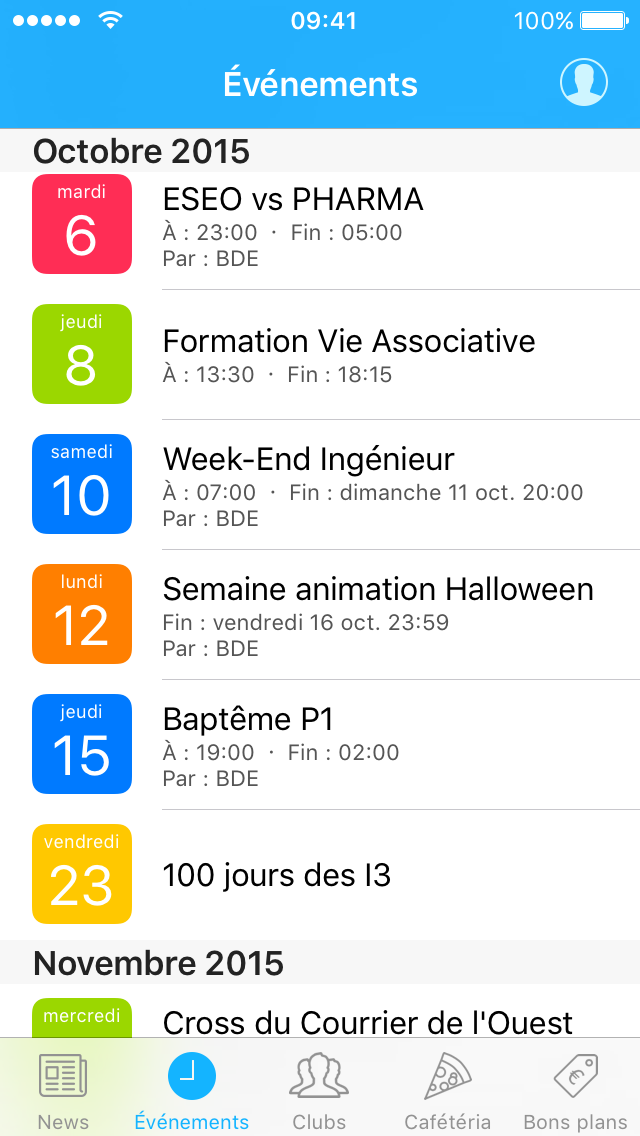 09:41
100%
Événements
Octobre 2015
mardi
6
ESEO vs PHARMA
À : 23:00 · Fin : 05:00
Par : BDE
jeudi
8
Formation Vie Associative
À : 13:30 · Fin : 18:15
samedi
10
Week-End Ingénieur
À : 07:00 · Fin : dimanche 11 oct. 20:00
Par : BDE
lundi
12
Semaine animation Halloween
Fin : vendredi 16 oct. 23:59
Par : BDE
jeudi
15
Baptême P1
À : 19:00 · Fin : 02:00
Par : BDE
vendredi
23
100 jours des I3
Novembre 2015
mercredi
Cross du Courrier de l'Ouest
News
Événements
Clubs
Cafétéria
Bons plans